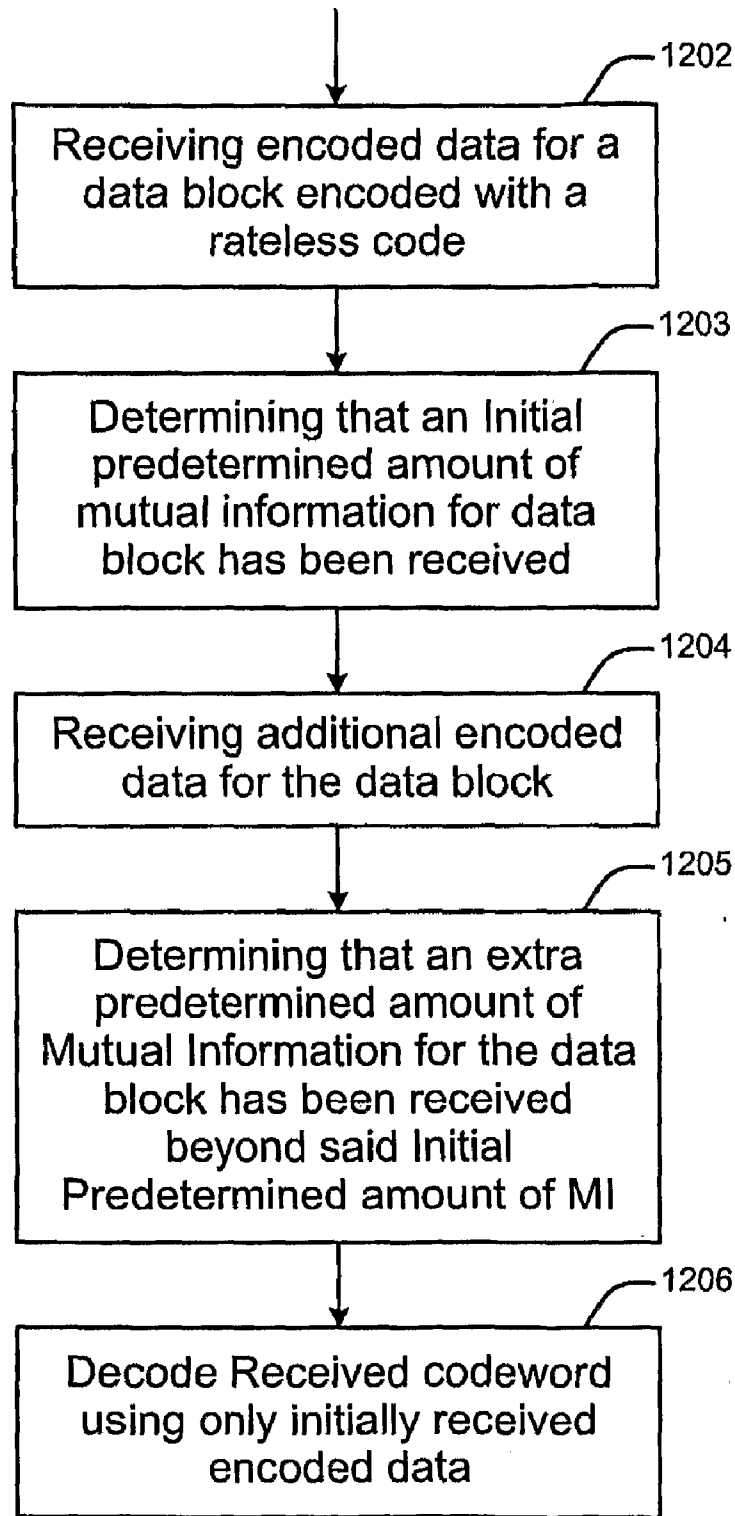 1202
Receiving encoded data for a
data block encoded with a
rateless code
1203
Determining that an Initial
predetermined amount of
mutual information for data
block has been received
1204
Receiving additional encoded
data for the data block
1205
Determining that an extra
predetermined amount of
Mutual Information for the data
block has been received
beyond said Initial
Predetermined amount of MI
1206
Decode Received codeword
using only initially received
encoded data